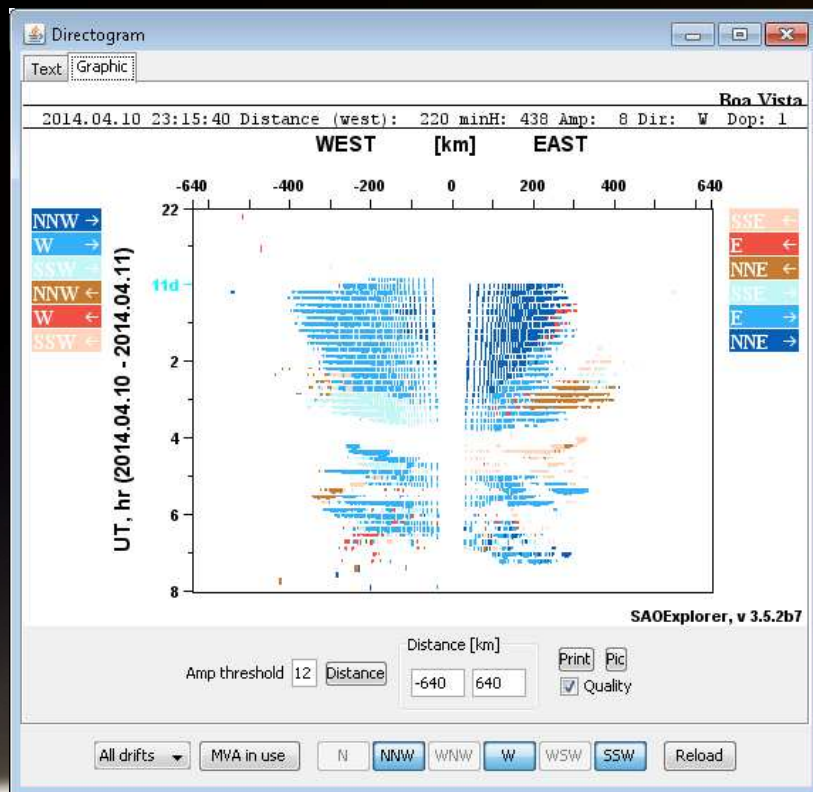 Directogram
Text Graphic
Boa Vista
2014.04.10 23:15:40 Distance (west): 220 minH: 438 Amp: 8 Dir: W Dop: 1
WEST [km] EAST
-640 -400 -200 0 200 400 640
22
NNW →
W →
SSW →
NNW ←
W ←
SSW ←
SSE ←
E ←
NNE ←
SSE →
E →
NNE →
11d
2
4
6
8
UT, hr (2014.04.10 - 2014.04.11)
SAOExplorer, v 3.5.2b7
Distance [km]
Amp threshold 12 Distance -640 640 Print Pic
Quality
All drifts MVA in use N NNW WNW W WSW SSW Reload